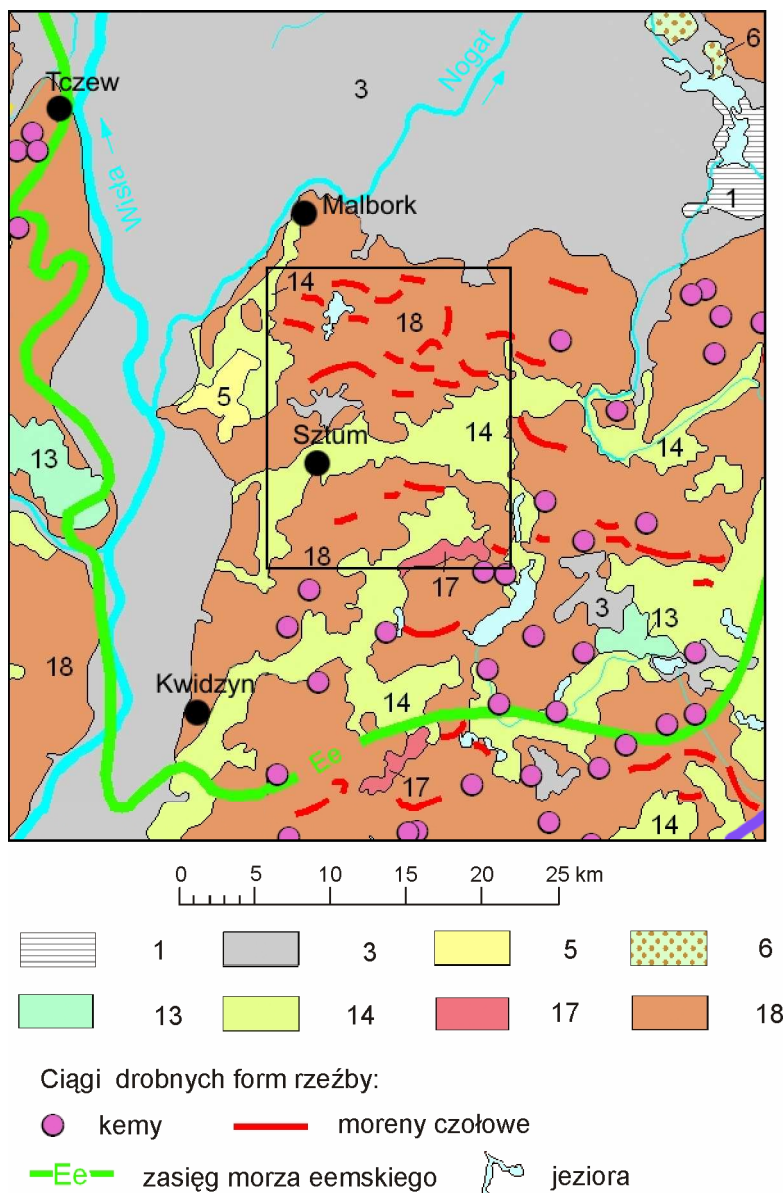 6
Tczew
3
Nogat
Wisła
1
Malbork
14
18
5
14
Sztum
14
13
18
17
3
13
18
Kwidzyn
14
Ee
17
14
0 5 10 15 20 25 km
1 3 5 6
13 14 17 18
Ciągi drobnych form rzeźby:
kemy moreny czołowe
Ee zasięg morza eemskiego jeziora